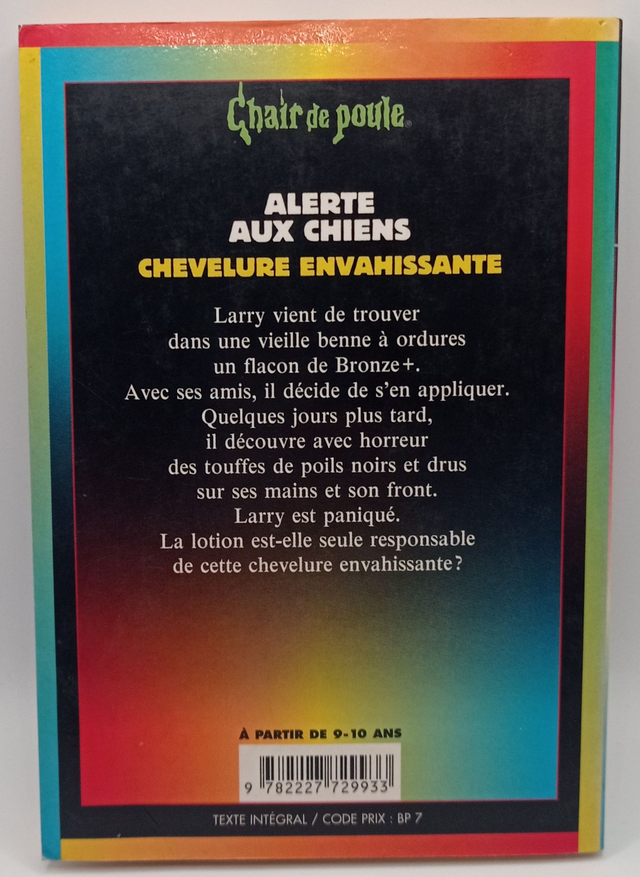 Chair de poule®
ALERTE
AUX CHIENS
CHEVELURE ENVAHISSANTE
Larry vient de trouver
dans une vieille benne à ordures
un flacon de Bronze+.
Avec ses amis, il décide de s'en appliquer.
Quelques jours plus tard,
il découvre avec horreur
des touffes de poils noirs et drus
sur ses mains et son front.
Larry est paniqué.
La lotion est-elle seule responsable
de cette chevelure envahissante?
À PARTIR DE 9-10 ANS
9 782227 729933
TEXTE INTÉGRAL / CODE PRIX : BP 7